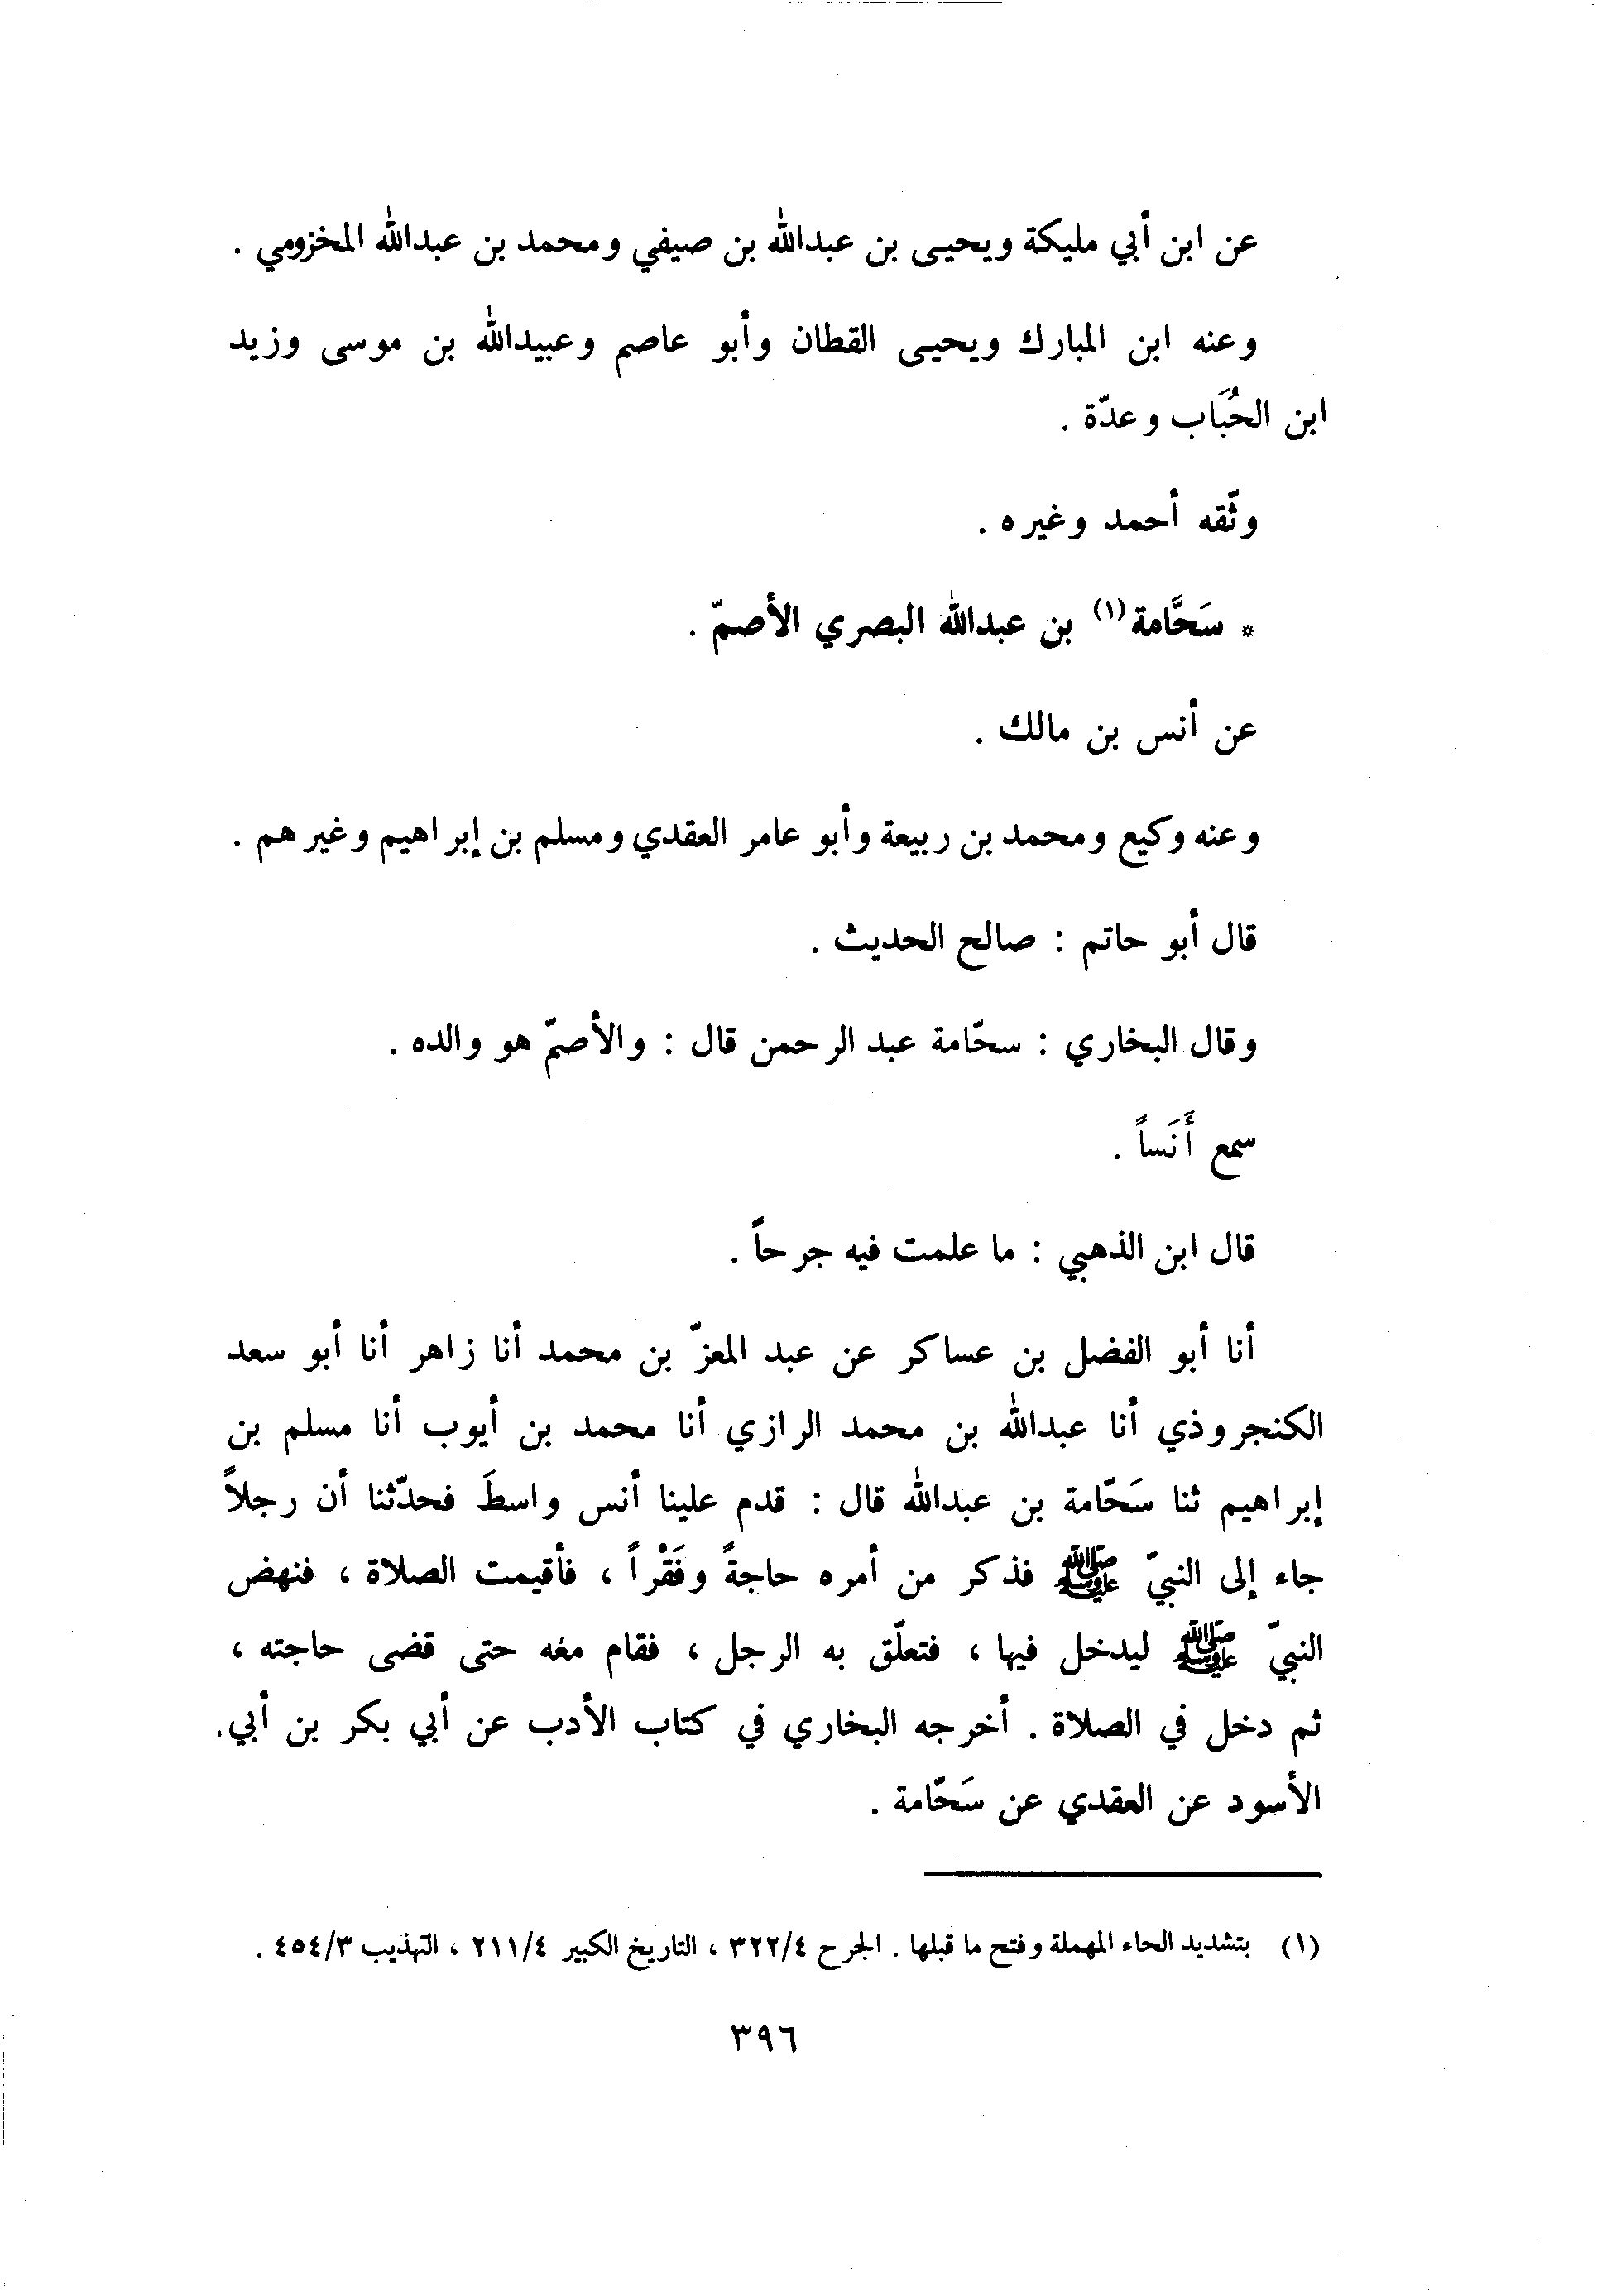 عن ابن أبي مليكة ويحيى بن عبدالله بن صيفي ومحمد بن عبدالله المخزومي .
وعنه ابن المبارك ويحيى القطان وأبو عاصم وعبيدالله بن موسى وزيد
ابن الحُبَاب وعدّة .
وثّقه أحمد وغيره .
* سَحَّامة(١) بن عبدالله البصري الأصمّ .
عن أنس بن مالك .
وعنه وكيع ومحمد بن ربيعة وأبو عامر العقدي ومسلم بن إبراهيم وغيرهم .
قال أبو حاتم : صالح الحديث .
وقال البخاري : سحّامة عبد الرحمن قال : والأصمّ هو والده .
سمع أَنَساً .
قال ابن الذهبي : ما علمت فيه جرحاً .
أنا أبو الفضل بن عساكر عن عبد المعزّ بن محمد أنا زاهر أنا أبو سعد
الكنجروذي أنا عبدالله بن محمد الرازي أنا محمد بن أيوب أنا مسلم بن
إبراهيم ثنا سَحّامة بن عبدالله قال : قدم علينا أنس واسطَ فحدّثنا أن رجلاً
جاء إلى النبيّ ﷺ فذكر من أمره حاجةً وفَقْراً ، فأقيمت الصلاة ، فنهض
النبيّ ﷺ ليدخل فيها ، فتعلّق به الرجل ، فقام معه حتى قضى حاجته ،
ثم دخل في الصلاة . أخرجه البخاري في كتاب الأدب عن أبي بكر بن أبي.
الأسود عن العقدي عن سَحّامة .
(١) بتشديد الحاء المهملة وفتح ما قبلها . الجرح ٣٢٢/٤ ، التاريخ الكبير ٢١١/٤ ، التهذيب ٤٥٤/٣ .
٣٩٦